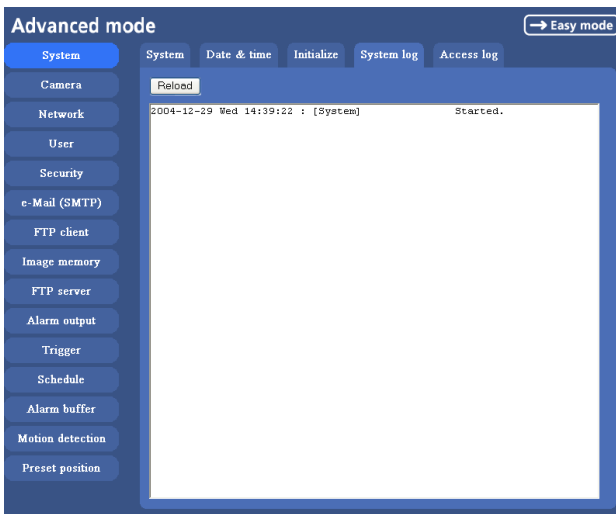 Advanced mode
→ Easy mode
System
Camera
Network
User
Security
e-Mail (SMTP)
FTP client
Image memory
FTP server
Alarm output
Trigger
Schedule
Alarm buffer
Motion detection
Preset position
System Date & time Initialize System log Access log
Reload
2004-12-29 Wed 14:39:22 : [System] Started.